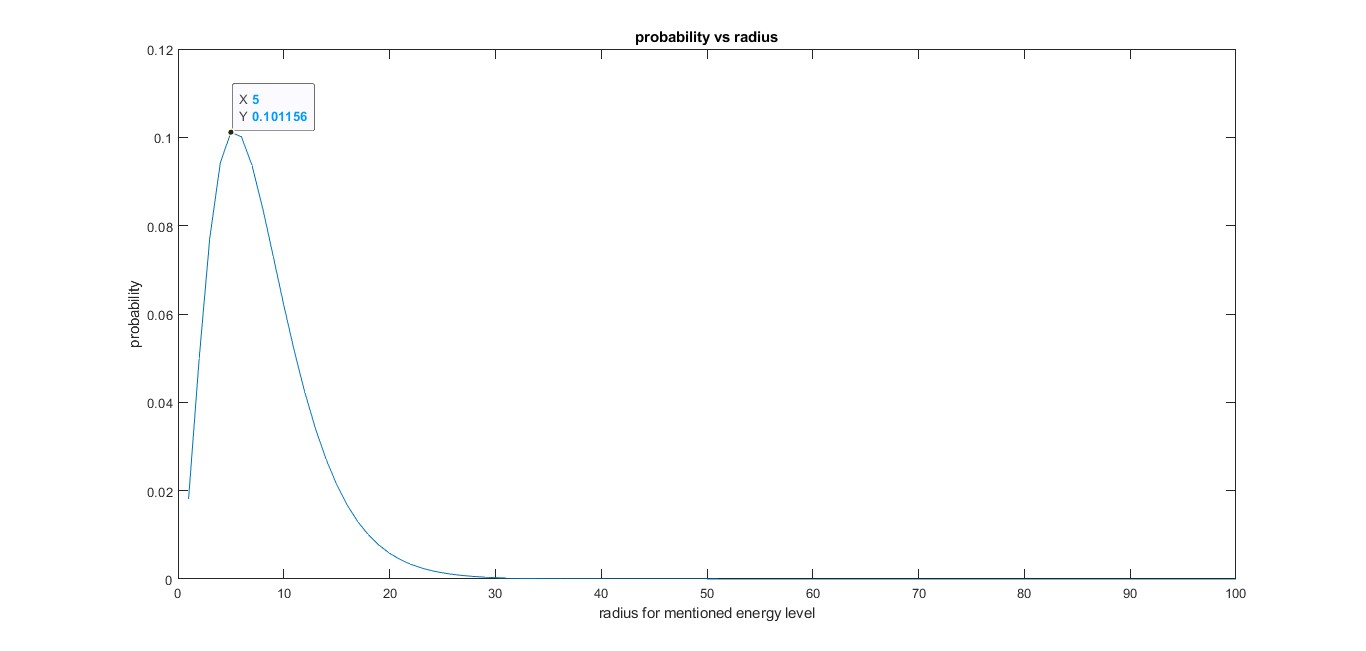 probability vs radius
0.12
X 5
Y 0.101156
0.1
0.08
0.06
probability
0.04
0.02
0
0 10 20 30 40 50 60 70 80 90 100
radius for mentioned energy level